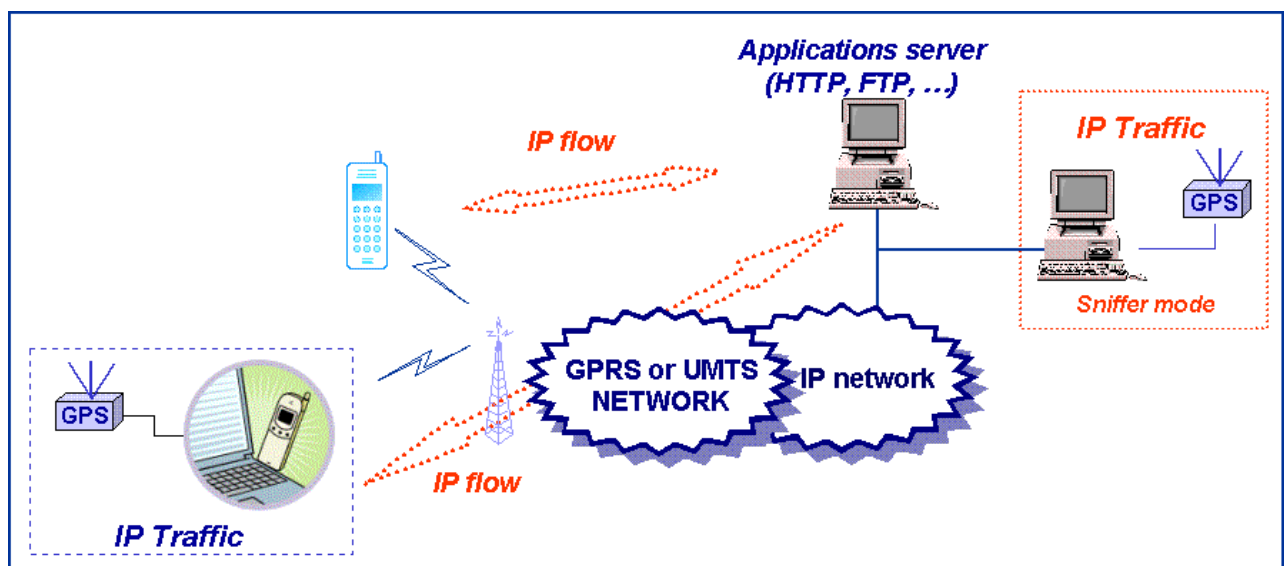 Applications server
(HTTP, FTP, …)
IP Traffic
IP flow
GPS
Sniffer mode
GPRS or UMTS
NETWORK
IP network
GPS
IP flow
IP Traffic